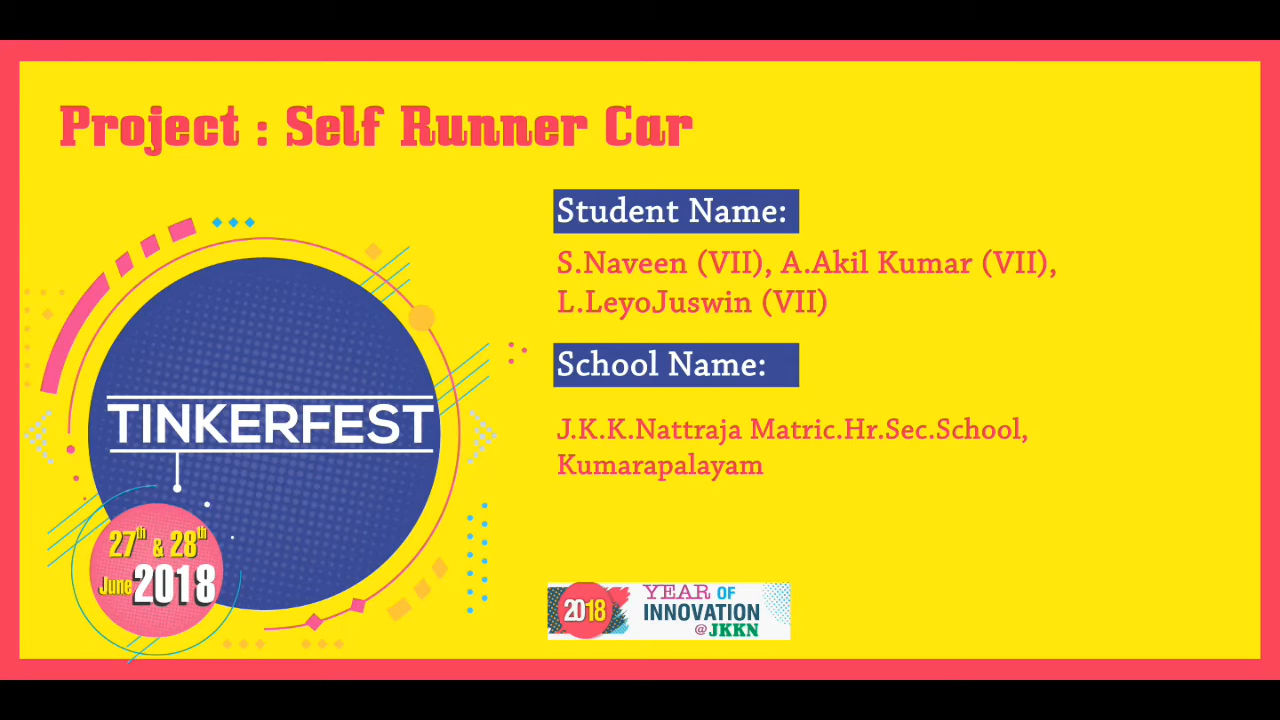 Project : Self Runner Car
Student Name:
S.Naveen (VII), A.Akil Kumar (VII),
L.LeyoJuswin (VII)
School Name:
J.K.K.Nattraja Matric.Hr.Sec.School,
Kumarapalayam
TINKERFEST
27th & 28th
June 2018
2018 YEAR OF
INNOVATION
@JKKN